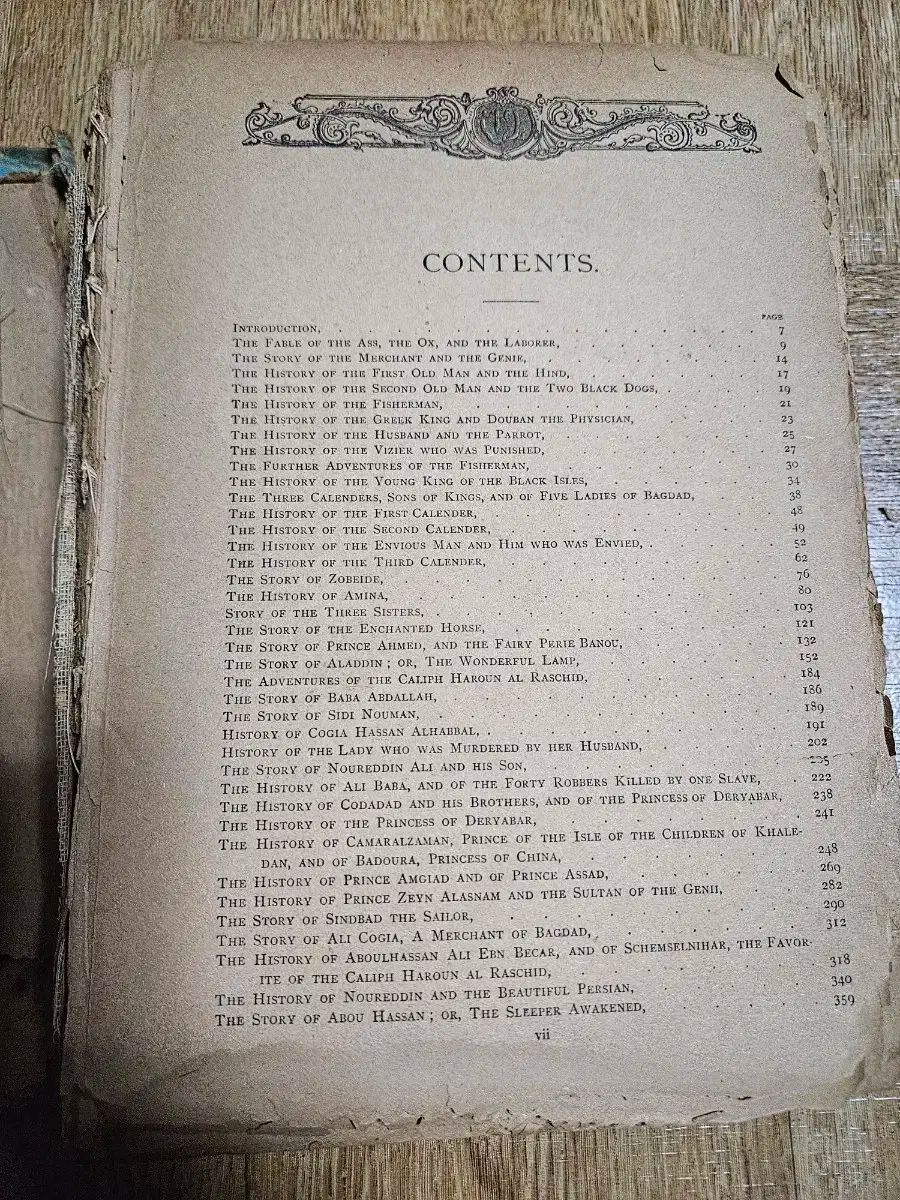 CONTENTS.
PAGE
INTRODUCTION, 7
THE FABLE OF THE ASS, THE OX, AND THE LABORER, 9
THE STORY OF THE MERCHANT AND THE GENIE, 14
THE HISTORY OF THE FIRST OLD MAN AND THE HIND, 17
THE HISTORY OF THE SECOND OLD MAN AND THE TWO BLACK DOGS, 19
THE HISTORY OF THE FISHERMAN, 21
THE HISTORY OF THE GREEK KING AND DOUBAN THE PHYSICIAN, 23
THE HISTORY OF THE HUSBAND AND THE PARROT, 25
THE HISTORY OF THE VIZIER WHO WAS PUNISHED, 27
THE FURTHER ADVENTURES OF THE FISHERMAN, 30
THE HISTORY OF THE YOUNG KING OF THE BLACK ISLES, 34
THE THREE CALENDERS, SONS OF KINGS, AND OF FIVE LADIES OF BAGDAD, 38
THE HISTORY OF THE FIRST CALENDER, 48
THE HISTORY OF THE SECOND CALENDER, 49
THE HISTORY OF THE ENVIOUS MAN AND HIM WHO WAS ENVIED, 52
THE HISTORY OF THE THIRD CALENDER, 62
THE STORY OF ZOBEIDE, 76
THE HISTORY OF AMINA, 80
STORY OF THE THREE SISTERS, 103
THE STORY OF THE ENCHANTED HORSE, 121
THE STORY OF PRINCE AHMED, AND THE FAIRY PERIE BANOU, 132
THE STORY OF ALADDIN; OR, THE WONDERFUL LAMP, 152
THE ADVENTURES OF THE CALIPH HAROUN AL RASCHID, 184
THE STORY OF BABA ABDALLAH, 186
THE STORY OF SIDI NOUMAN, 189
HISTORY OF COGIA HASSAN ALHABBAL, 191
HISTORY OF THE LADY WHO WAS MURDERED BY HER HUSBAND, 202
THE STORY OF NOUREDDIN ALI AND HIS SON, 205
THE HISTORY OF ALI BABA, AND OF THE FORTY ROBBERS KILLED BY ONE SLAVE, 222
THE HISTORY OF CODADAD AND HIS BROTHERS, AND OF THE PRINCESS OF DERYABAR, 238
THE HISTORY OF THE PRINCESS OF DERYABAR, 241
THE HISTORY OF CAMARALZAMAN, PRINCE OF THE ISLE OF THE CHILDREN OF KHALE-
DAN, AND OF BADOURA, PRINCESS OF CHINA, 248
THE HISTORY OF PRINCE AMGIAD AND OF PRINCE ASSAD, 269
THE HISTORY OF PRINCE ZEYN ALASNAM AND THE SULTAN OF THE GENII, 282
THE STORY OF SINDBAD THE SAILOR, 290
THE STORY OF ALI COGIA, A MERCHANT OF BAGDAD, 312
THE HISTORY OF ABOULHASSAN ALI EBN BECAR, AND OF SCHEMSELNIHAR, THE FAVOR-
ITE OF THE CALIPH HAROUN AL RASCHID, 318
THE HISTORY OF NOUREDDIN AND THE BEAUTIFUL PERSIAN, 340
THE STORY OF ABOU HASSAN; OR, THE SLEEPER AWAKENED, 359
vii